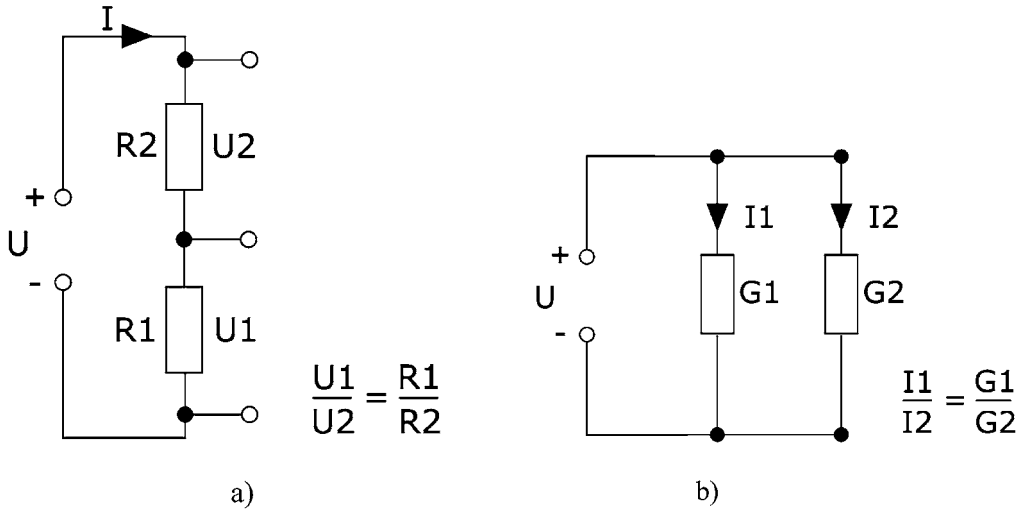 I
R2 U2
+
U
-
R1 U1
U1/U2 = R1/R2
a)
I1 I2
+
U
-
G1 G2
I1/I2 = G1/G2
b)